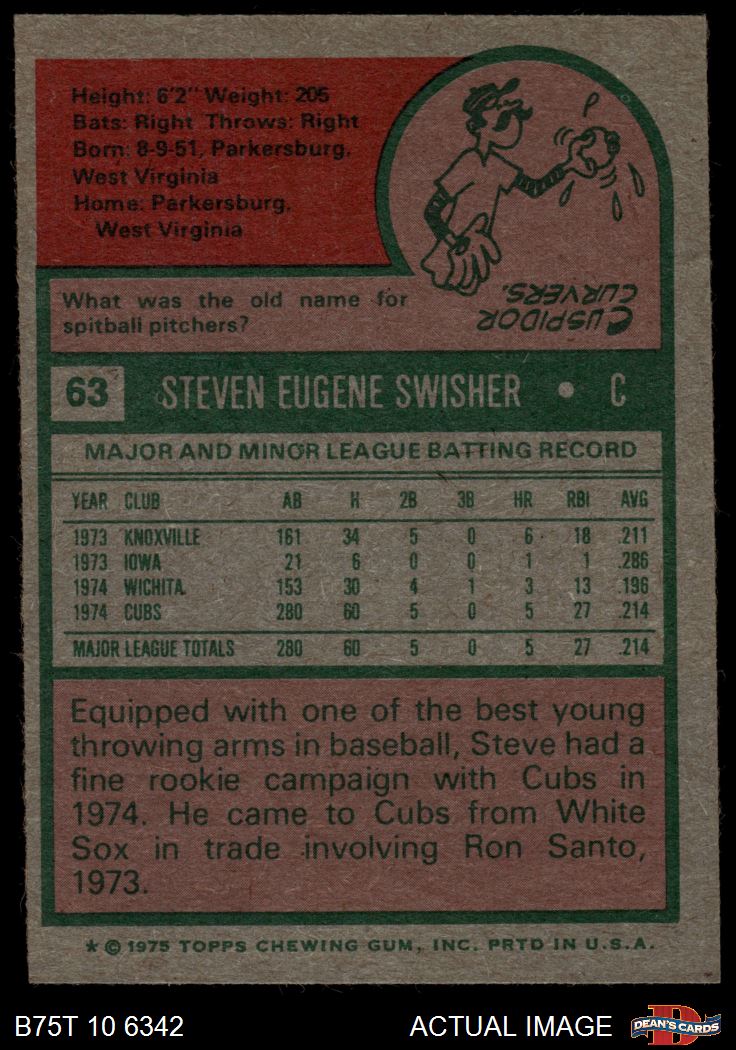 Height: 6'2" Weight: 205
Bats: Right Throws: Right
Born: 8-9-51, Parkersburg,
West Virginia
Home: Parkersburg,
West Virginia
What was the old name for
spitball pitchers?
CUSPIDOR
CURVERS.
63 STEVEN EUGENE SWISHER • C
MAJOR AND MINOR LEAGUE BATTING RECORD
YEAR CLUB AB H 2B 3B HR RBI AVG
1973 KNOXVILLE 161 34 5 0 6 18 .211
1973 IOWA 21 6 0 0 1 1 .286
1974 WICHITA 153 30 4 1 3 13 .196
1974 CUBS 280 60 5 0 5 27 .214
MAJOR LEAGUE TOTALS 280 60 5 0 5 27 .214
Equipped with one of the best young
throwing arms in baseball, Steve had a
fine rookie campaign with Cubs in
1974. He came to Cubs from White
Sox in trade involving Ron Santo,
1973.
* © 1975 TOPPS CHEWING GUM, INC. PRTD IN U.S.A.
B75T 10 6342 ACTUAL IMAGE DEAN'S CARDS